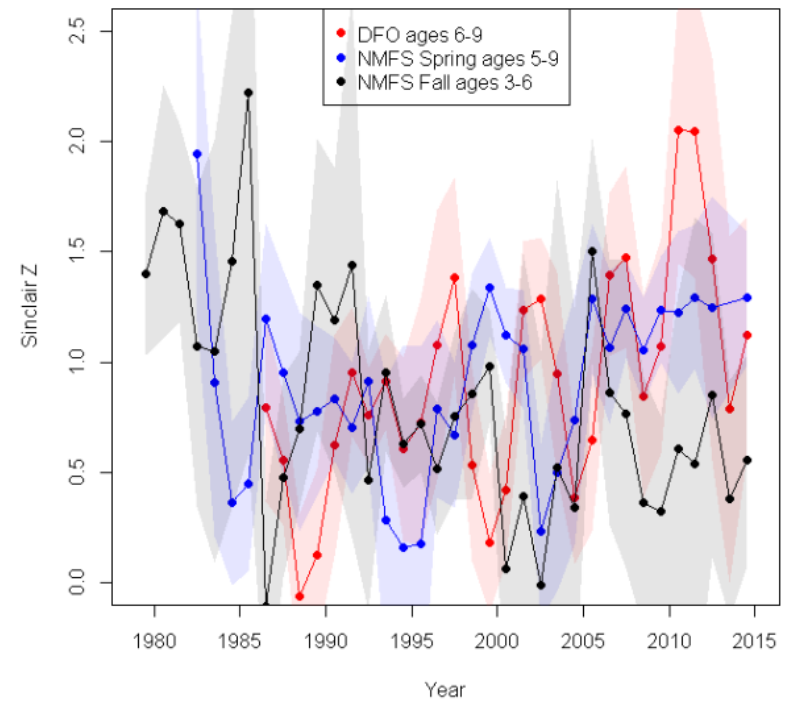 DFO ages 6-9
NMFS Spring ages 5-9
NMFS Fall ages 3-6
2.5
2.0
1.5
1.0
0.5
0.0
Sinclair Z
1980 1985 1990 1995 2000 2005 2010 2015
Year